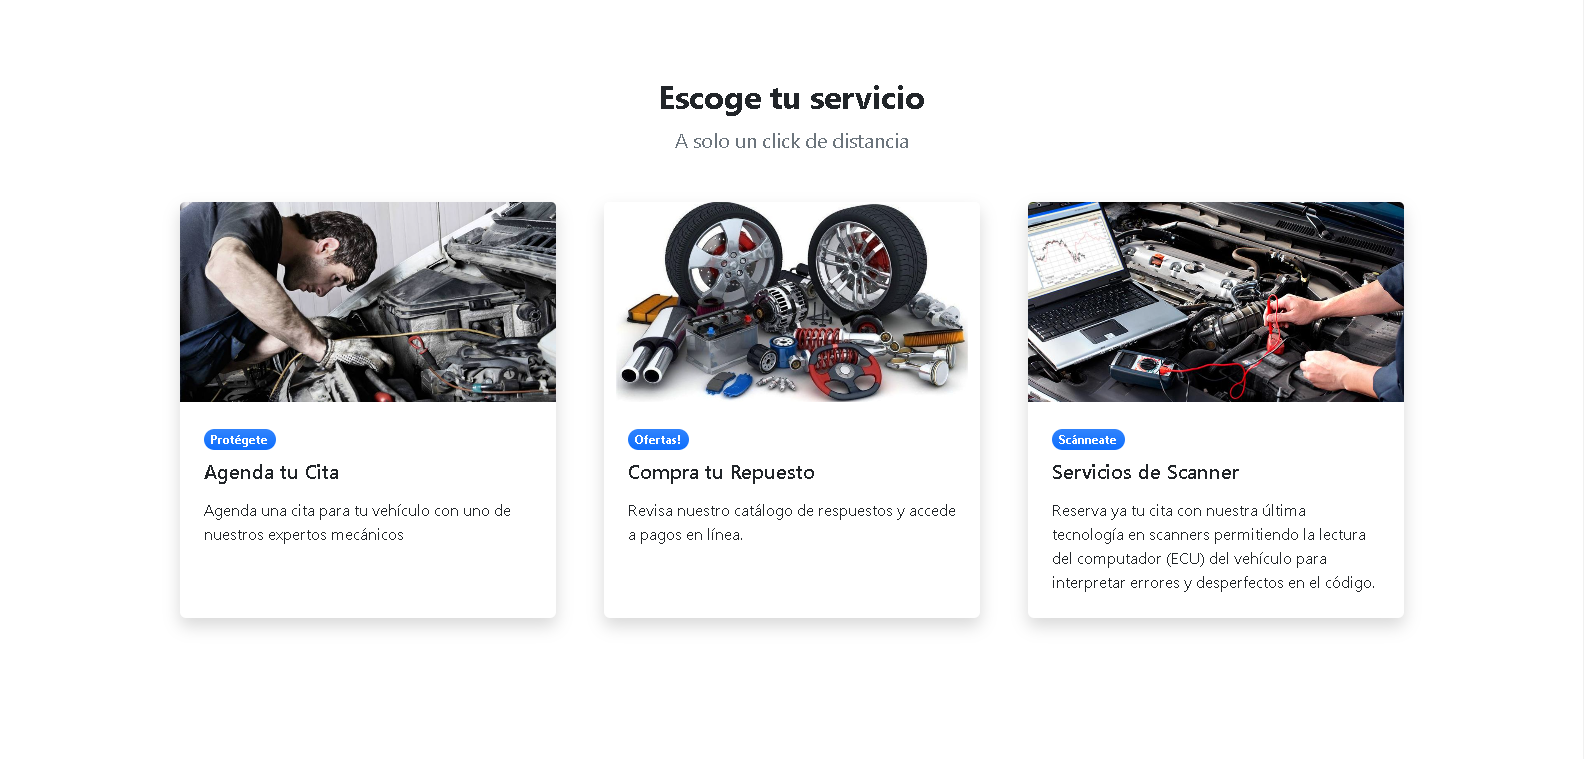 Escoge tu servicio
A solo un click de distancia
Protégete
Agenda tu Cita
Agenda una cita para tu vehículo con uno de
nuestros expertos mecánicos
Ofertas!
Compra tu Repuesto
Revisa nuestro catálogo de respuestos y accede
a pagos en línea.
Scánneate
Servicios de Scanner
Reserva ya tu cita con nuestra última
tecnología en scanners permitiendo la lectura
del computador (ECU) del vehículo para
interpretar errores y desperfectos en el código.